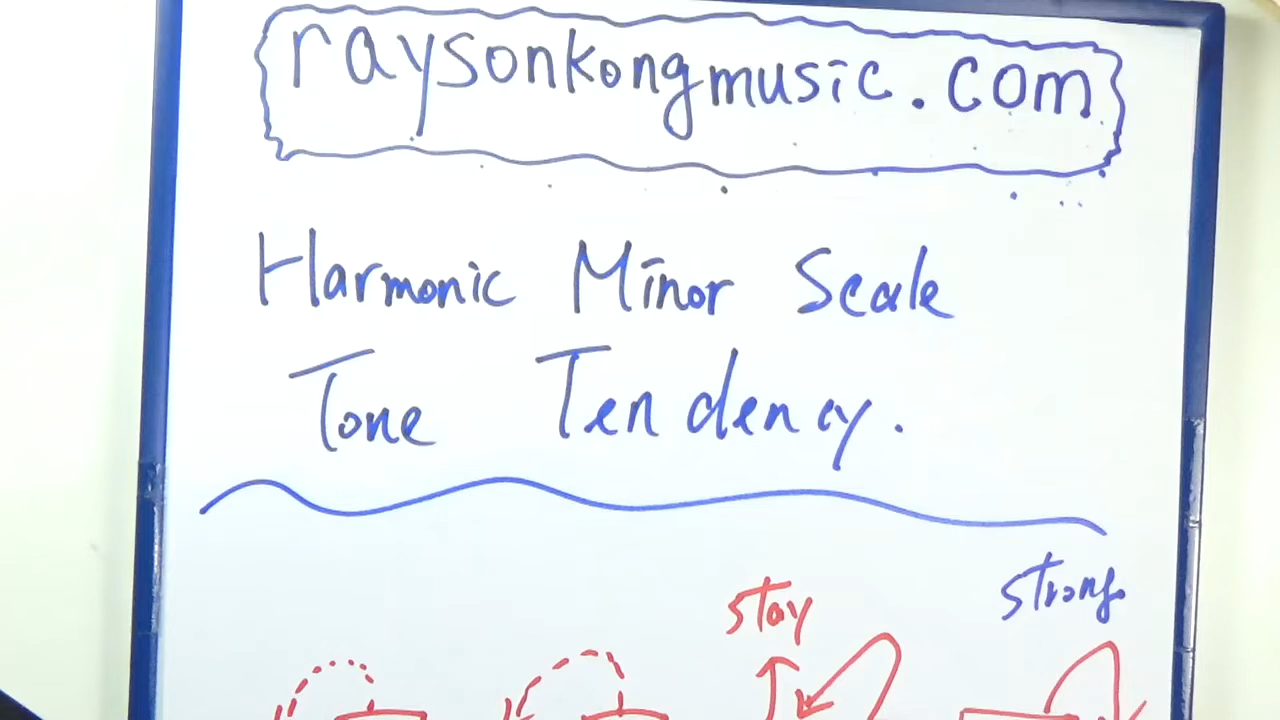 raysonkongmusic.com
Harmonic Minor Scale
Tone Tendency.
strong
stay